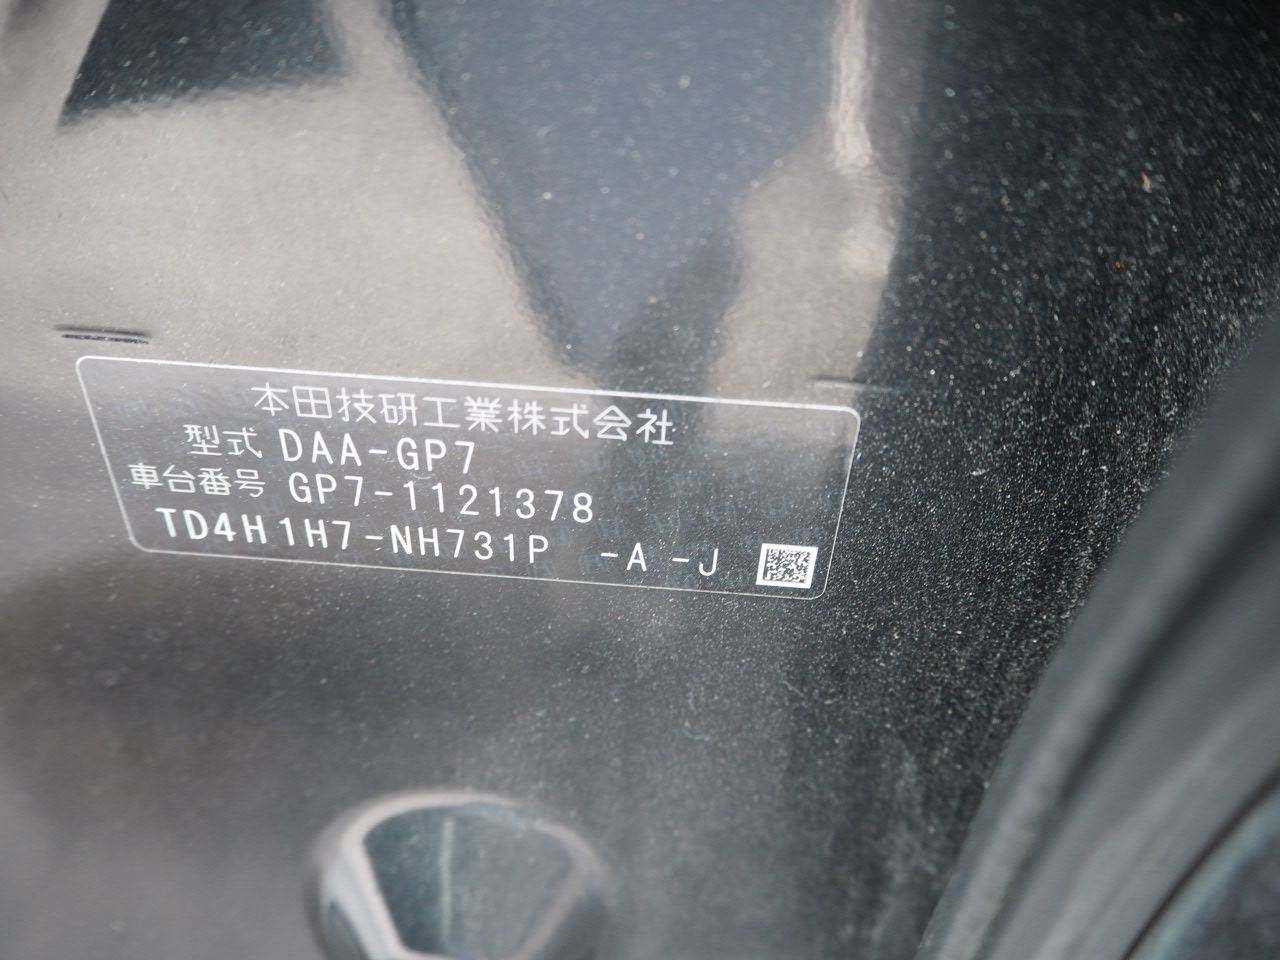 本田技研工業株式会社
型式 DAA-GP7
車台番号 GP7-1121378
TD4H1H7-NH731P -A -J